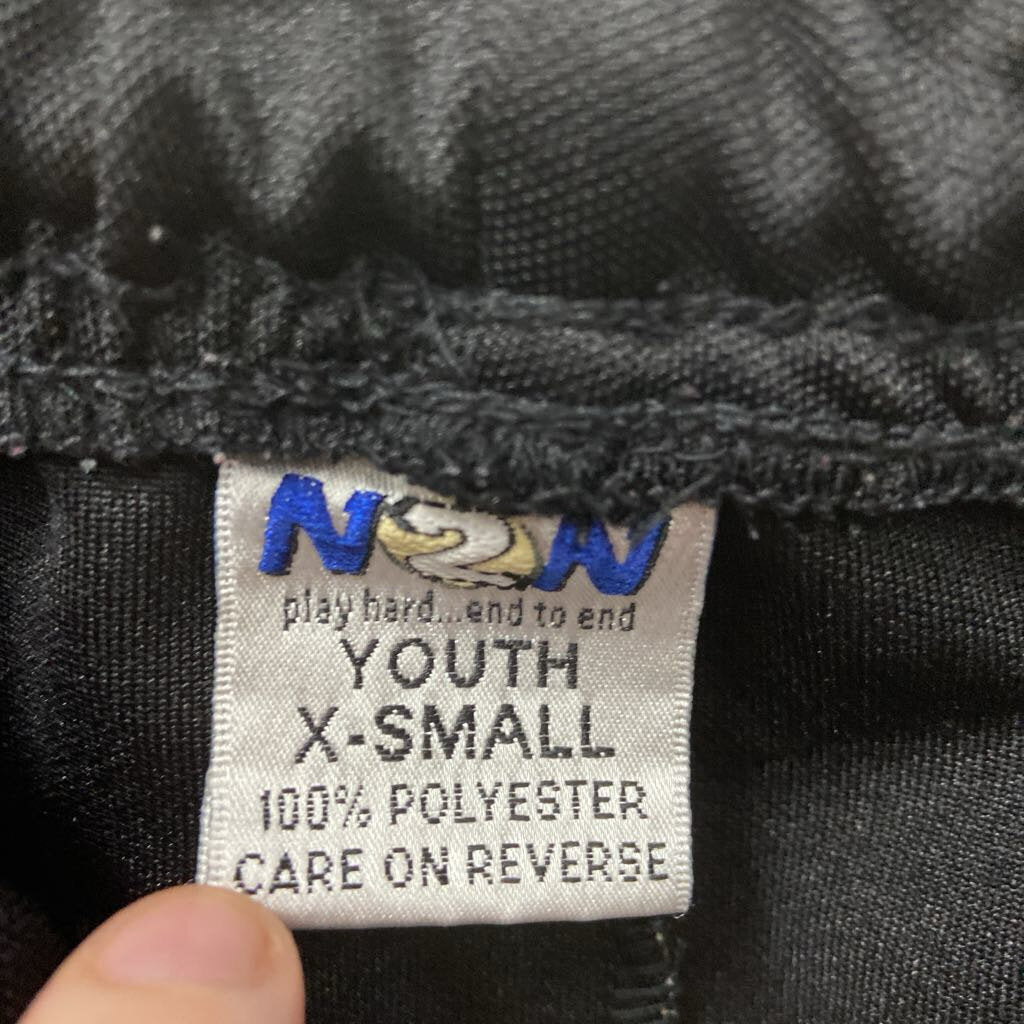 N2W
play hard...end to end
YOUTH
X-SMALL
100% POLYESTER
CARE ON REVERSE